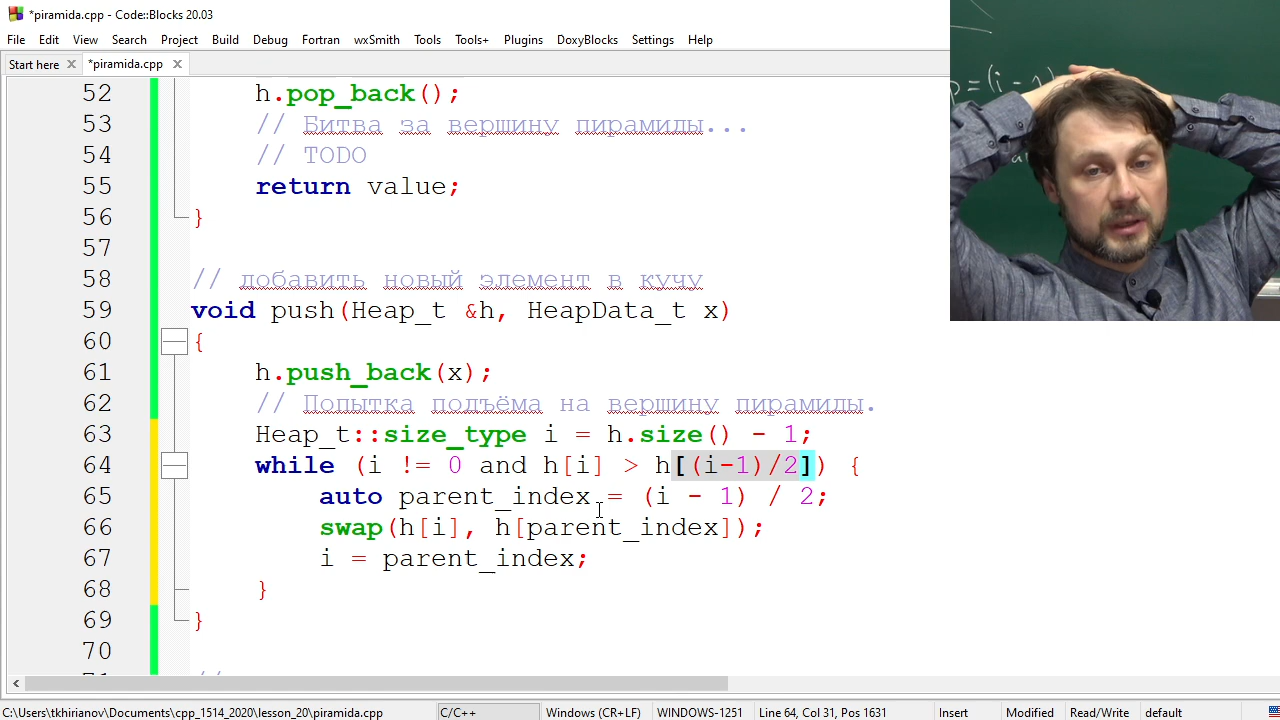 *piramida.cpp - Code::Blocks 20.03
File Edit View Search Project Build Debug Fortran wxSmith Tools Tools+ Plugins DoxyBlocks Settings Help
Start here *piramida.cpp
52 h.pop_back();
53 // Битва за вершину пирамиды...
54 // TODO
55 return value;
56 }
57
58 // добавить новый элемент в кучу
59 void push(Heap_t &h, HeapData_t x)
60 {
61 h.push_back(x);
62 // Попытка подъёма на вершину пирамиды.
63 Heap_t::size_type i = h.size() - 1;
64 while (i != 0 and h[i] > h[(i-1)/2]) {
65 auto parent_index = (i - 1) / 2;
66 swap(h[i], h[parent_index]);
67 i = parent_index;
68 }
69 }
70
p=(i-1)
C:\Users\tkhirianov\Documents\cpp_1514_2020\lesson_20\piramida.cpp C/C++ Windows (CR+LF) WINDOWS-1251 Line 64, Col 31, Pos 1631 Insert Modified Read/Write default